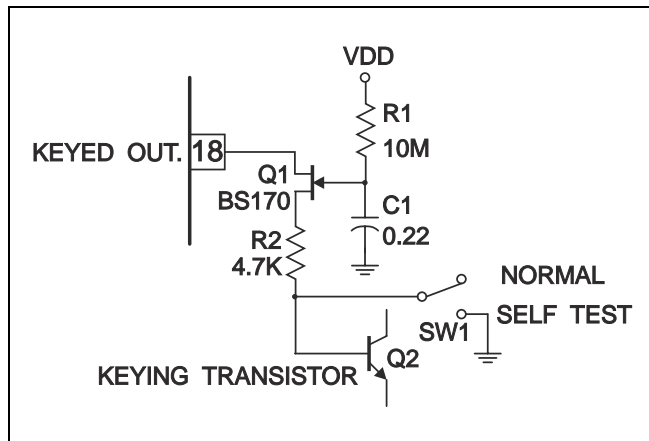 VDD
R1
10M
KEYED OUT. 18
Q1
BS170
C1
0.22
R2
4.7K
NORMAL
SELF TEST
SW1
Q2
KEYING TRANSISTOR